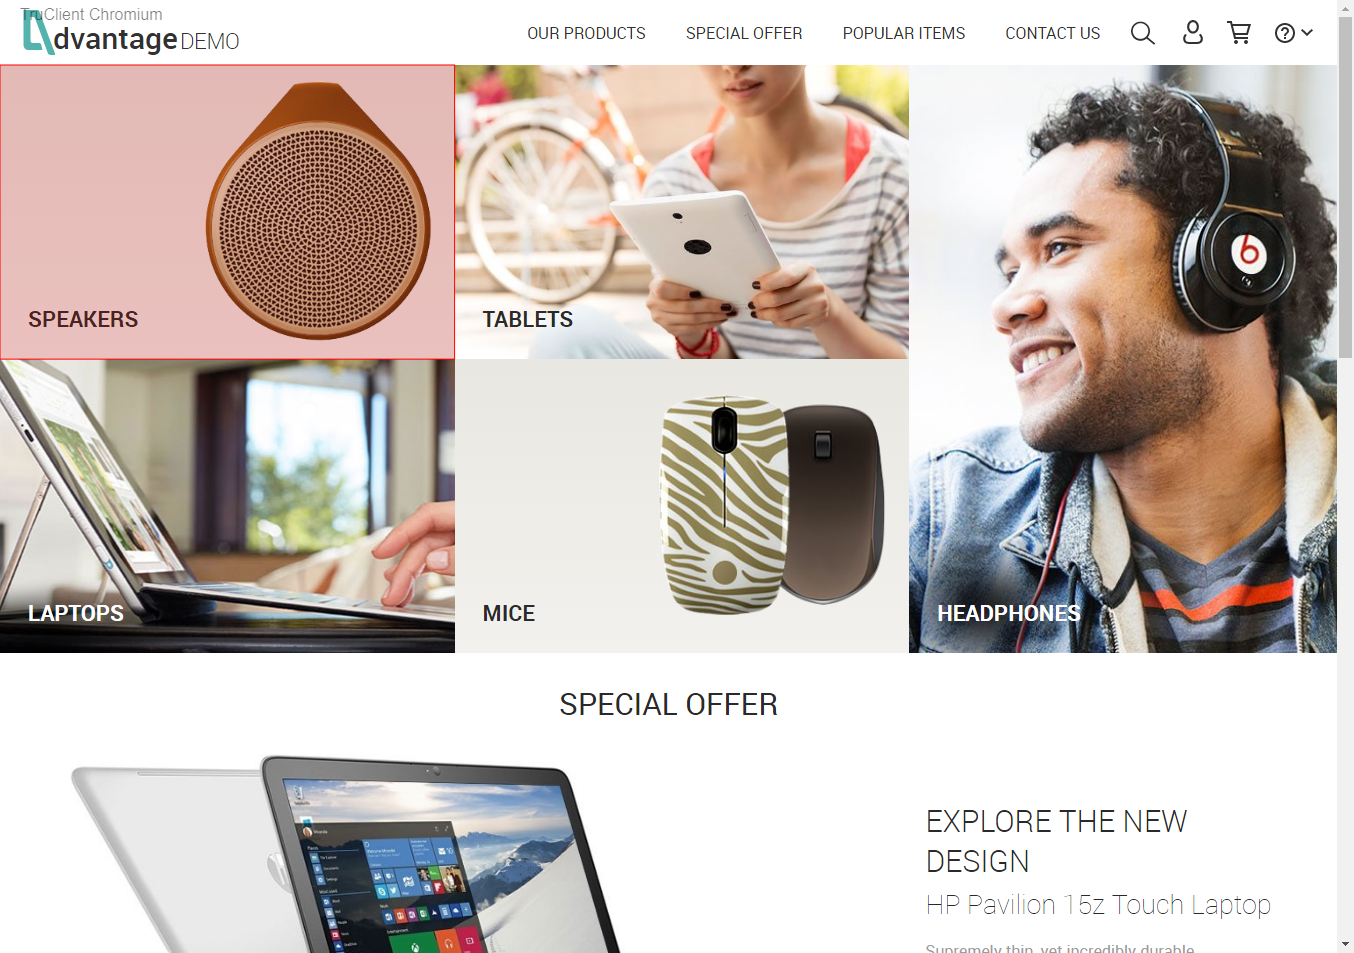 TruClient Chromium
dvantage DEMO
OUR PRODUCTS
SPECIAL OFFER
POPULAR ITEMS
CONTACT US
SPEAKERS
TABLETS
LAPTOPS
MICE
HEADPHONES
SPECIAL OFFER
EXPLORE THE NEW
DESIGN
HP Pavilion 15z Touch Laptop
Supremely thin, yet incredibly durable